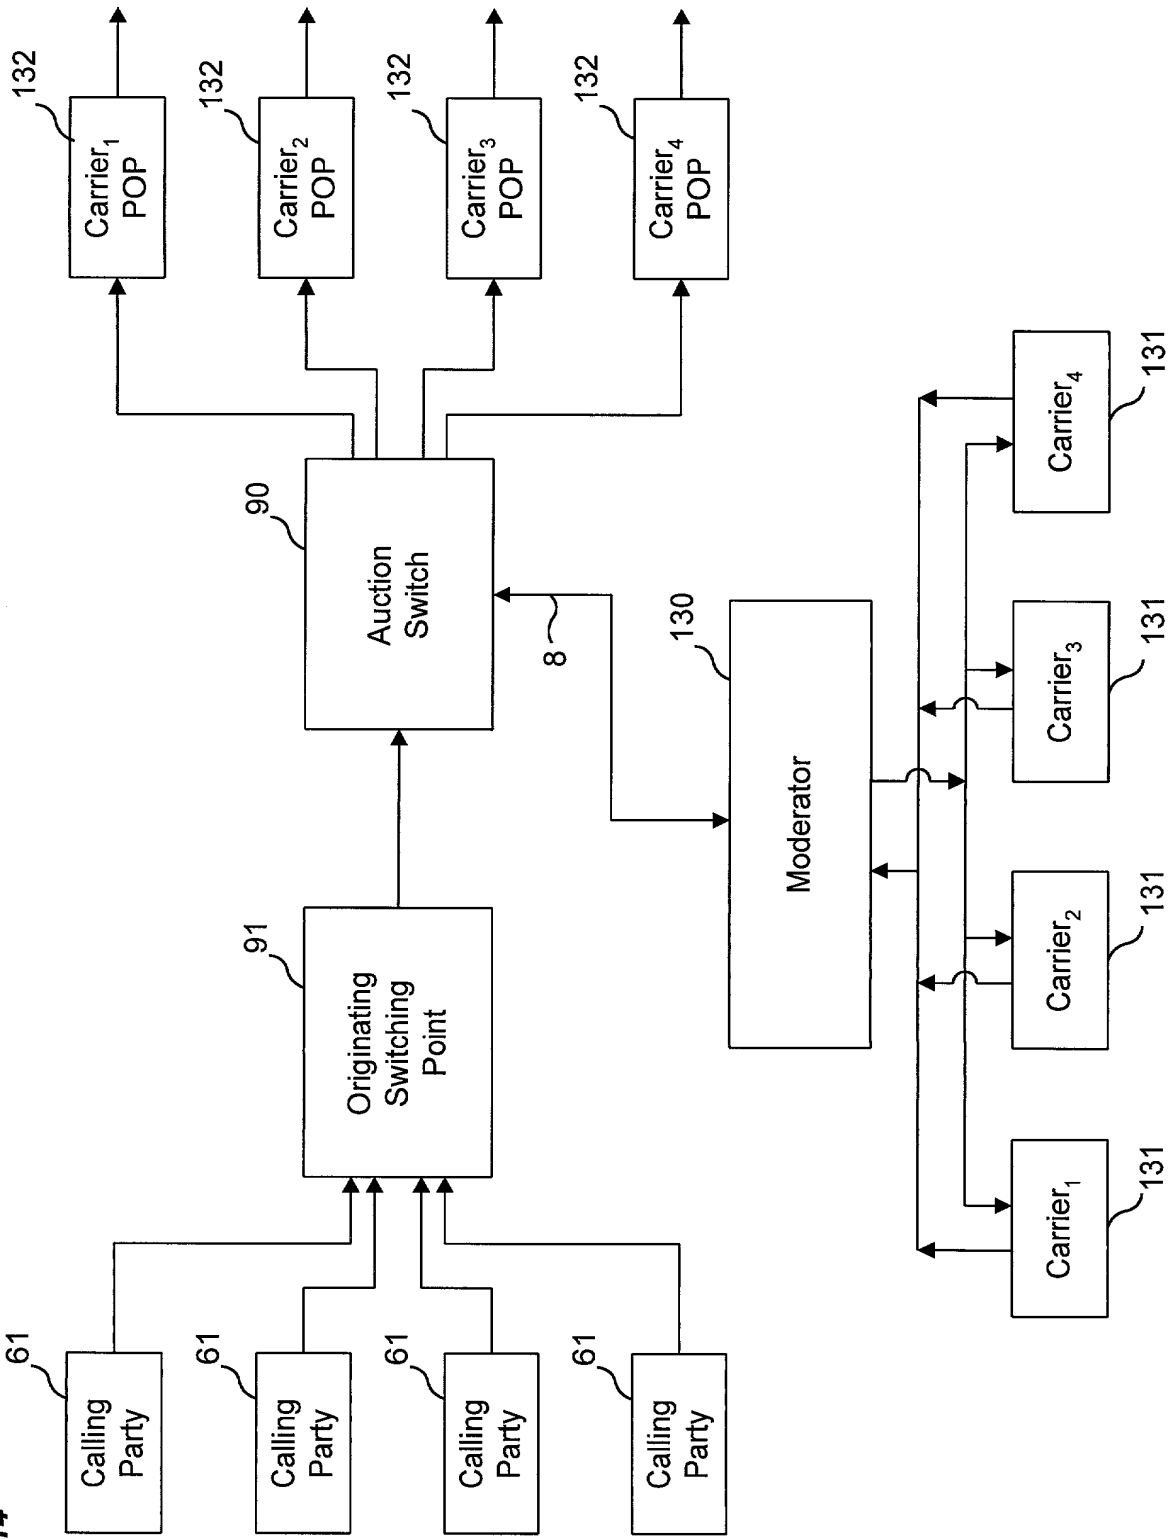 61
Calling
Party
61
Calling
Party
61
Calling
Party
61
Calling
Party
91
Originating
Switching
Point
90
Auction
Switch
8
132
Carrier1
POP
132
Carrier2
POP
132
Carrier3
POP
132
Carrier4
POP
130
Moderator
Carrier1
131
Carrier2
131
Carrier3
131
Carrier4
131